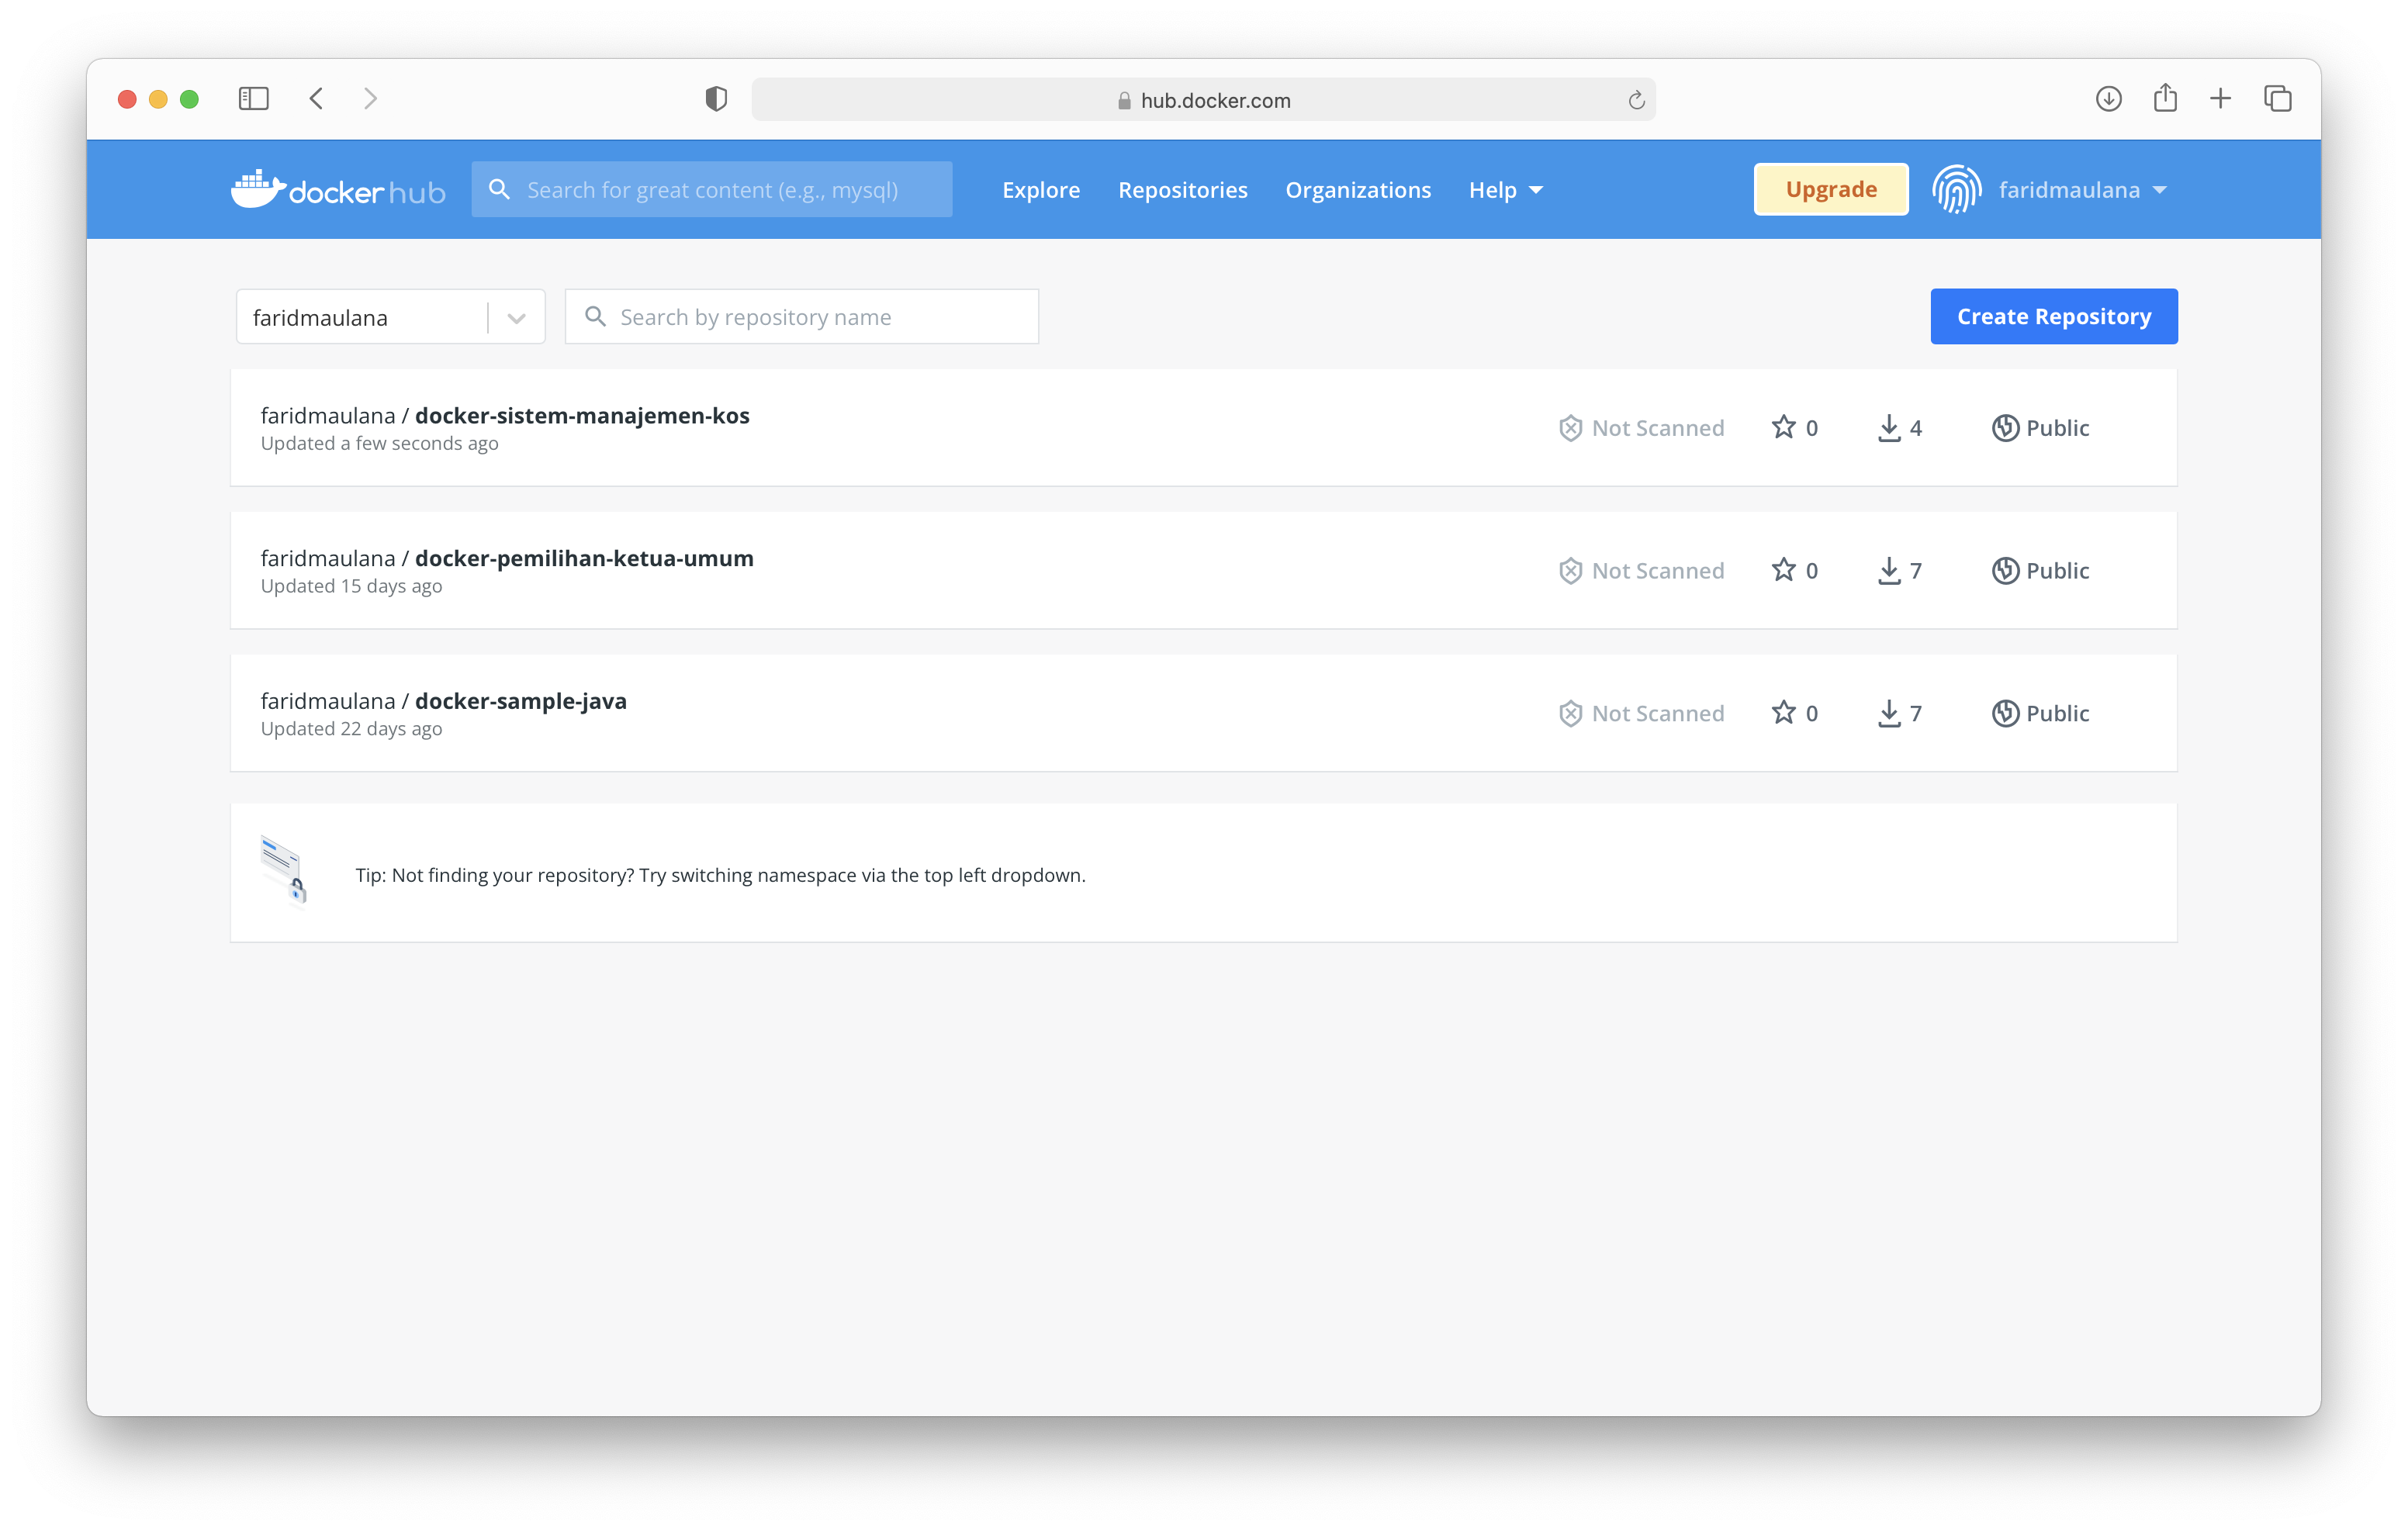 hub.docker.com
dockerhub
Search for great content (e.g., mysql)
Explore
Repositories
Organizations
Help
Upgrade
faridmaulana
faridmaulana
Search by repository name
Create Repository
faridmaulana / docker-sistem-manajemen-kos
Updated a few seconds ago
Not Scanned
0
4
Public
faridmaulana / docker-pemilihan-ketua-umum
Updated 15 days ago
Not Scanned
0
7
Public
faridmaulana / docker-sample-java
Updated 22 days ago
Not Scanned
0
7
Public
Tip: Not finding your repository? Try switching namespace via the top left dropdown.